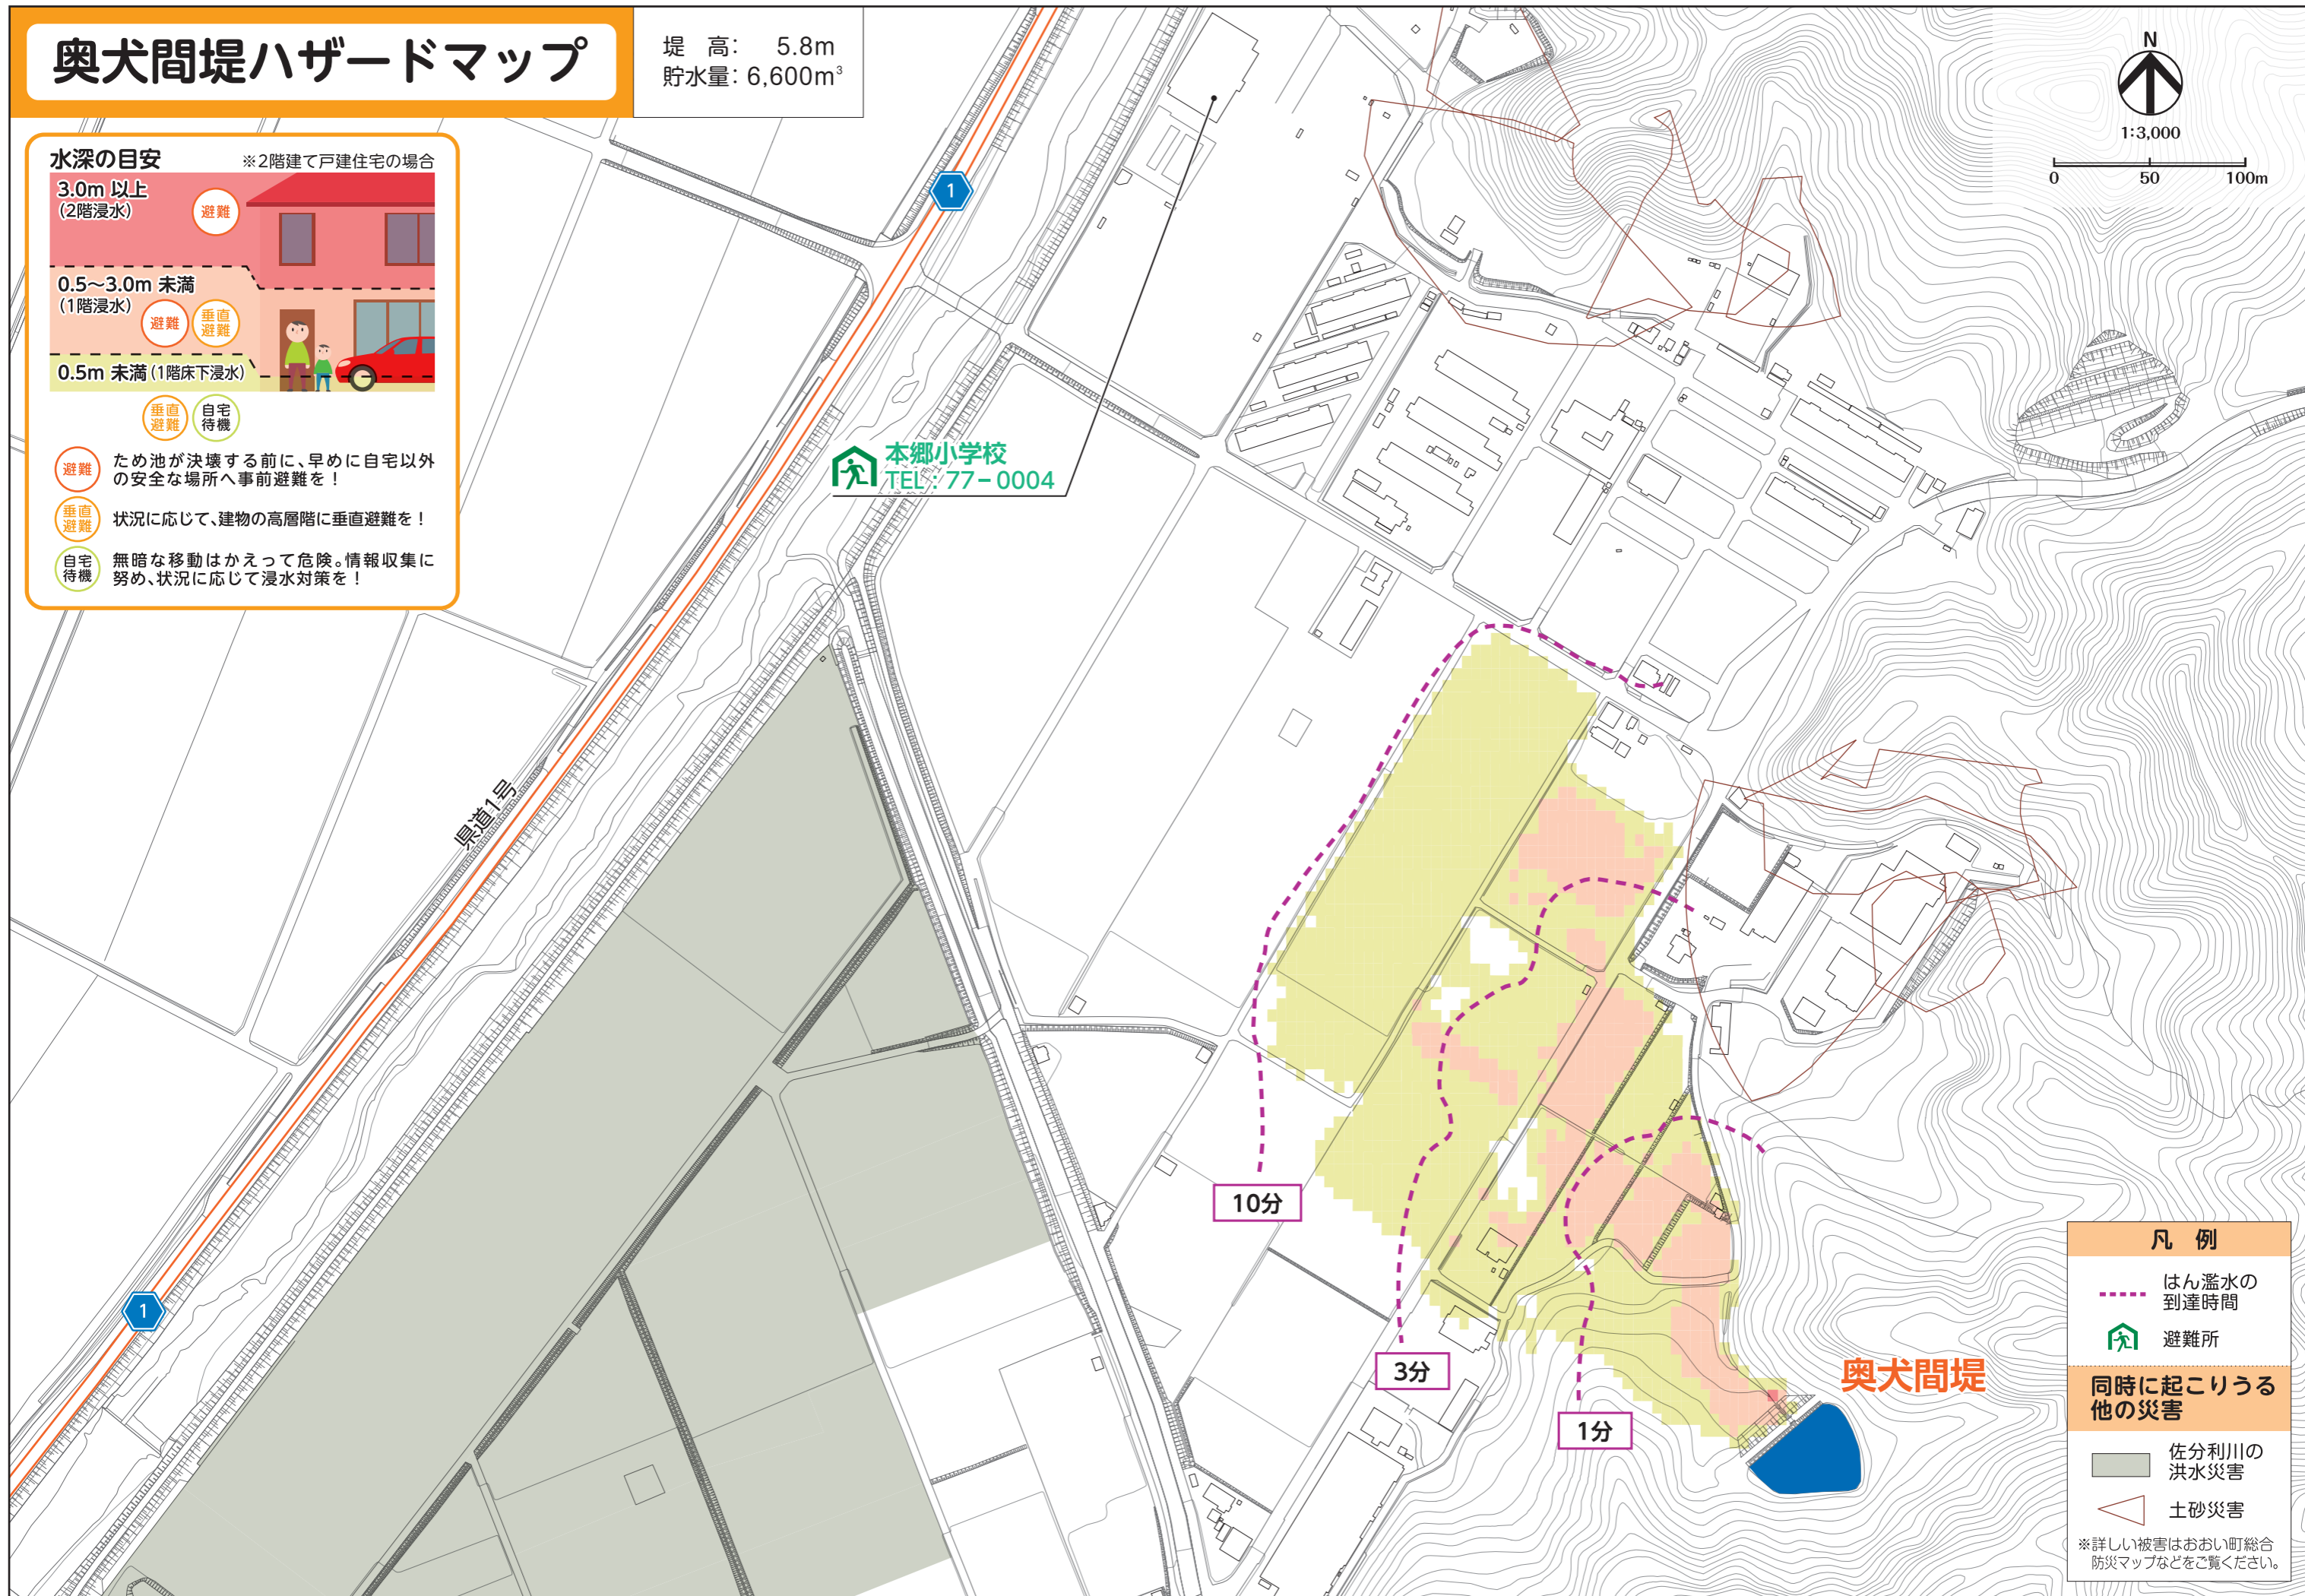 奥犬間堤ハザードマップ
堤　高：　5.8m
貯水量：6,600m³
水深の目安
※2階建て戸建住宅の場合
3.0m 以上
(2階浸水)
避難
0.5〜3.0m 未満
(1階浸水)
避難
垂直
避難
0.5m 未満(1階床下浸水)
垂直
避難
自宅
待機
避難
ため池が決壊する前に、早めに自宅以外
の安全な場所へ事前避難を！
垂直
避難
状況に応じて、建物の高層階に垂直避難を！
自宅
待機
無暗な移動はかえって危険。情報収集に
努め、状況に応じて浸水対策を！
N
1:3,000
0 50 100m
1
本郷小学校
TEL：77−0004
県道1号
1
10分
3分
1分
奥犬間堤
凡　例
はん濫水の
到達時間
避難所
同時に起こりうる
他の災害
佐分利川の
洪水災害
土砂災害
※詳しい被害はおおい町総合
防災マップなどをご覧ください。